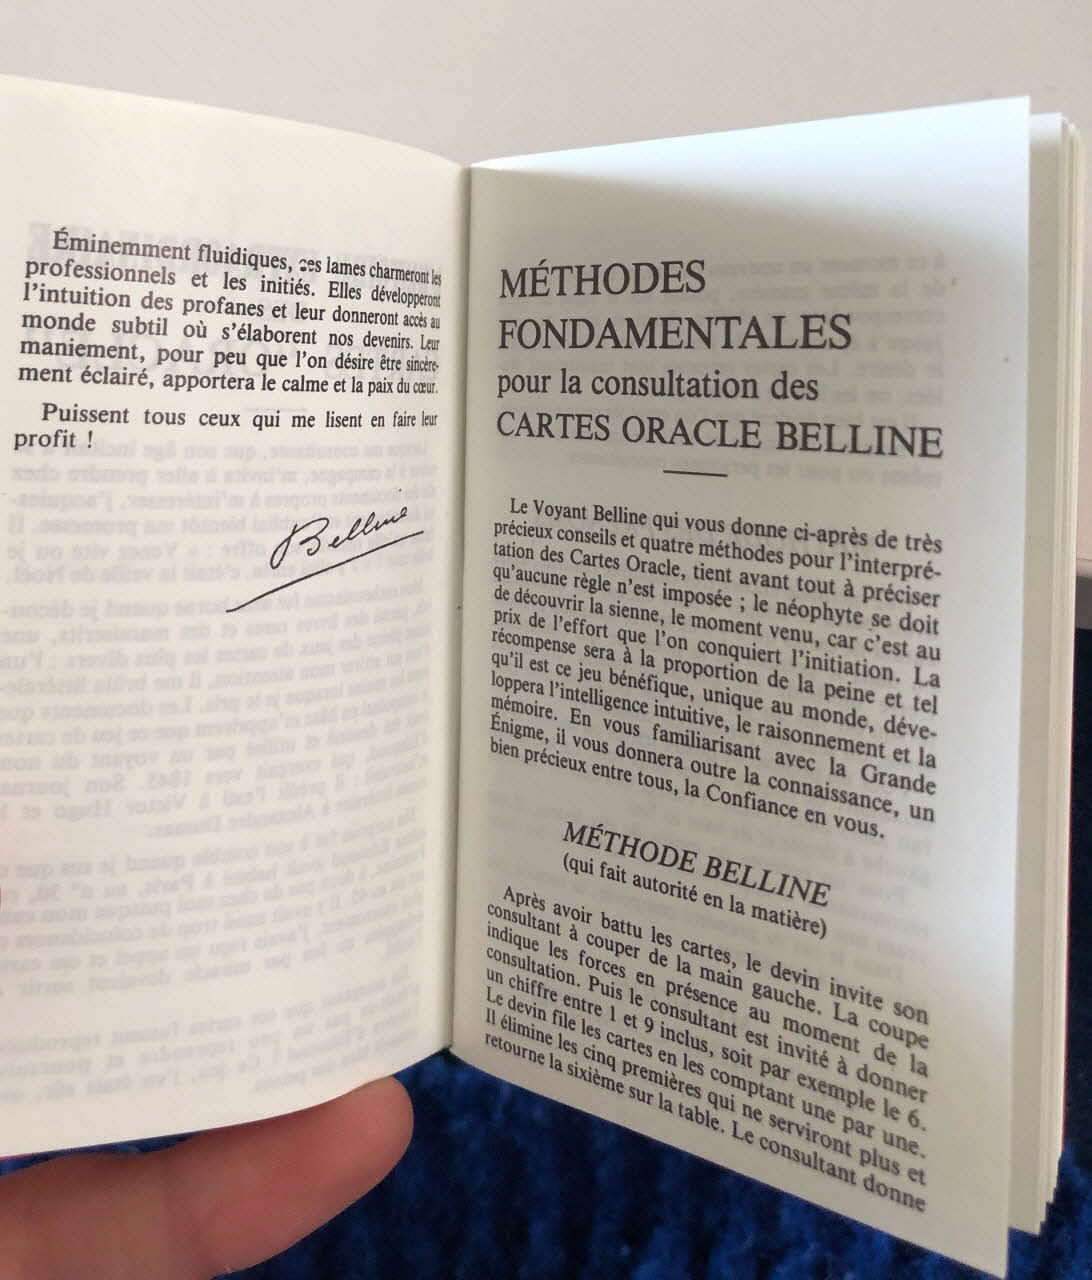 Éminemment fluidiques, ces lames charmeront les
professionnels et les initiés. Elles développeront
l'intuition des profanes et leur donneront accès au
monde subtil où s'élaborent nos devenirs. Leur
maniement, pour peu que l'on désire être sincère-
ment éclairé, apportera le calme et la paix du cœur.
Puissent tous ceux qui me lisent en faire leur
profit !
Belline
MÉTHODES
FONDAMENTALES
pour la consultation des
CARTES ORACLE BELLINE
Le Voyant Belline qui vous donne ci-après de très
précieux conseils et quatre méthodes pour l'interpré-
tation des Cartes Oracle, tient avant tout à préciser
qu'aucune règle n'est imposée ; le néophyte se doit
de découvrir la sienne, le moment venu, car c'est au
prix de l'effort que l'on conquiert l'initiation. La
récompense sera à la proportion de la peine et tel
qu'il est ce jeu bénéfique, unique au monde, déve-
loppera l'intelligence intuitive, le raisonnement et la
mémoire. En vous familiarisant avec la Grande
Énigme, il vous donnera outre la connaissance, un
bien précieux entre tous, la Confiance en vous.
MÉTHODE BELLINE
(qui fait autorité en la matière)
Après avoir battu les cartes, le devin invite son
consultant à couper de la main gauche. La coupe
indique les forces en présence au moment de la
consultation. Puis le consultant est invité à donner
un chiffre entre 1 et 9 inclus, soit par exemple le 6.
Le devin file les cartes en les comptant une par une.
Il élimine les cinq premières qui ne serviront plus et
retourne la sixième sur la table. Le consultant donne